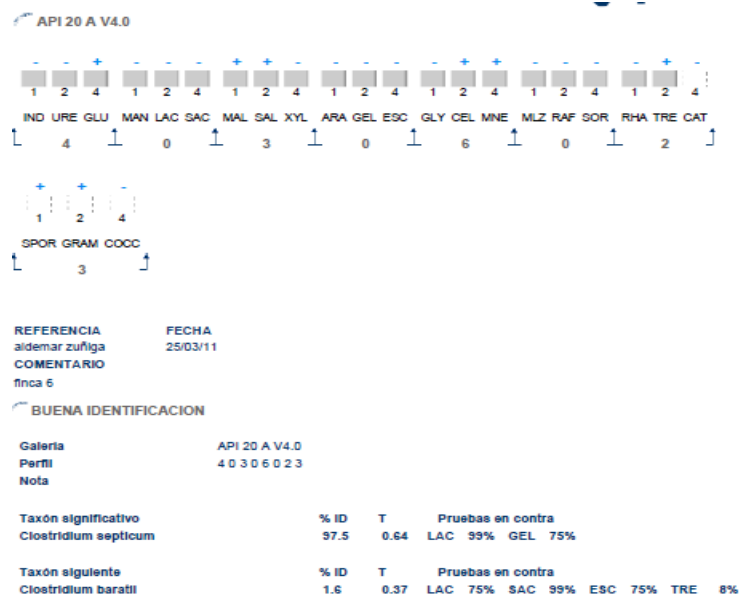 API 20 A V4.0
- - + - - - + + - - - - - + + - - - - + -
1 2 4 1 2 4 1 2 4 1 2 4 1 2 4 1 2 4 1 2 4
IND URE GLU MAN LAC SAC MAL SAL XYL ARA GEL ESC GLY CEL MNE MLZ RAF SOR RHA TRE CAT
4 0 3 0 6 0 2
+ + -
1 2 4
SPOR GRAM COCC
3
REFERENCIA FECHA
aldemar zuñiga 25/03/11
COMENTARIO
finca 6
BUENA IDENTIFICACION
Galería API 20 A V4.0
Perfil 4 0 3 0 6 0 2 3
Nota
Taxón significativo % ID T Pruebas en contra
Clostridium septicum 97.5 0.64 LAC 99% GEL 75%
Taxón siguiente % ID T Pruebas en contra
Clostridium baratii 1.6 0.37 LAC 75% SAC 99% ESC 75% TRE 8%